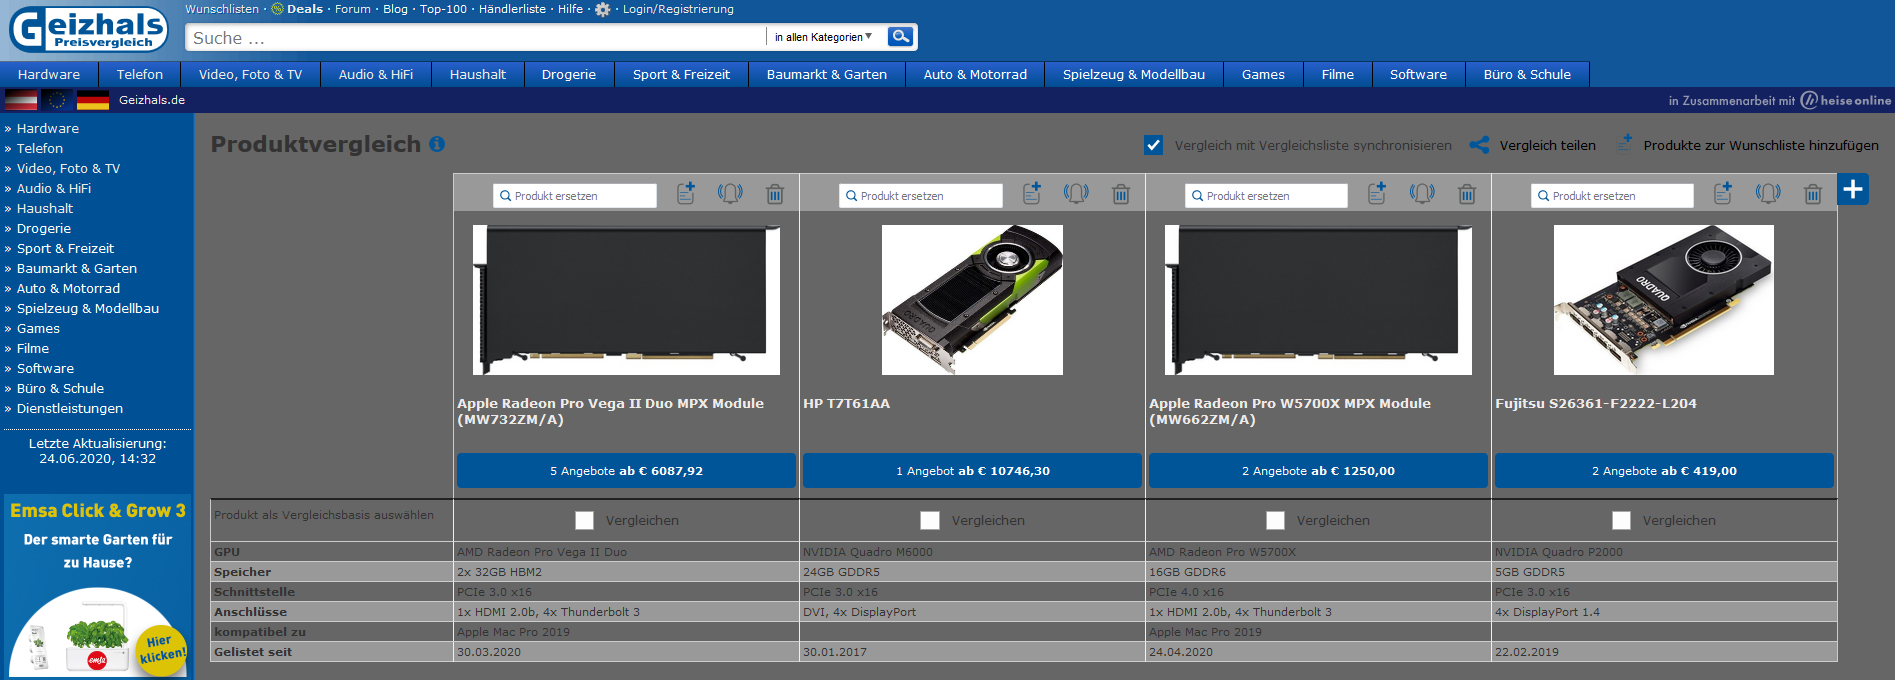 Geizhals
Preisvergleich
Wunschlisten · Deals · Forum · Blog · Top-100 · Händlerliste · Hilfe · · Login/Registrierung
Suche ...
in allen Kategorien
Hardware Telefon Video, Foto & TV Audio & HiFi Haushalt Drogerie Sport & Freizeit Baumarkt & Garten Auto & Motorrad Spielzeug & Modellbau Games Filme Software Büro & Schule
Geizhals.de
in Zusammenarbeit mit heise online
» Hardware
» Telefon
» Video, Foto & TV
» Audio & HiFi
» Haushalt
» Drogerie
» Sport & Freizeit
» Baumarkt & Garten
» Auto & Motorrad
» Spielzeug & Modellbau
» Games
» Filme
» Software
» Büro & Schule
» Dienstleistungen
Letzte Aktualisierung:
24.06.2020, 14:32
Emsa Click & Grow 3
Der smarte Garten für
zu Hause?
Hier
klicken!
emsa
Produktvergleich
Vergleich mit Vergleichsliste synchronisieren Vergleich teilen Produkte zur Wunschliste hinzufügen
Produkt ersetzen Produkt ersetzen Produkt ersetzen Produkt ersetzen
QUADRO
QUADRO
Apple Radeon Pro Vega II Duo MPX Module
(MW732ZM/A)
HP T7T61AA
Apple Radeon Pro W5700X MPX Module
(MW662ZM/A)
Fujitsu S26361-F2222-L204
5 Angebote ab € 6087,92 1 Angebot ab € 10746,30 2 Angebote ab € 1250,00 2 Angebote ab € 419,00
Produkt als Vergleichsbasis auswählen Vergleichen Vergleichen Vergleichen Vergleichen
GPU AMD Radeon Pro Vega II Duo NVIDIA Quadro M6000 AMD Radeon Pro W5700X NVIDIA Quadro P2000
Speicher 2x 32GB HBM2 24GB GDDR5 16GB GDDR6 5GB GDDR5
Schnittstelle PCIe 3.0 x16 PCIe 3.0 x16 PCIe 4.0 x16 PCIe 3.0 x16
Anschlüsse 1x HDMI 2.0b, 4x Thunderbolt 3 DVI, 4x DisplayPort 1x HDMI 2.0b, 4x Thunderbolt 3 4x DisplayPort 1.4
kompatibel zu Apple Mac Pro 2019 Apple Mac Pro 2019
Gelistet seit 30.03.2020 30.01.2017 24.04.2020 22.02.2019